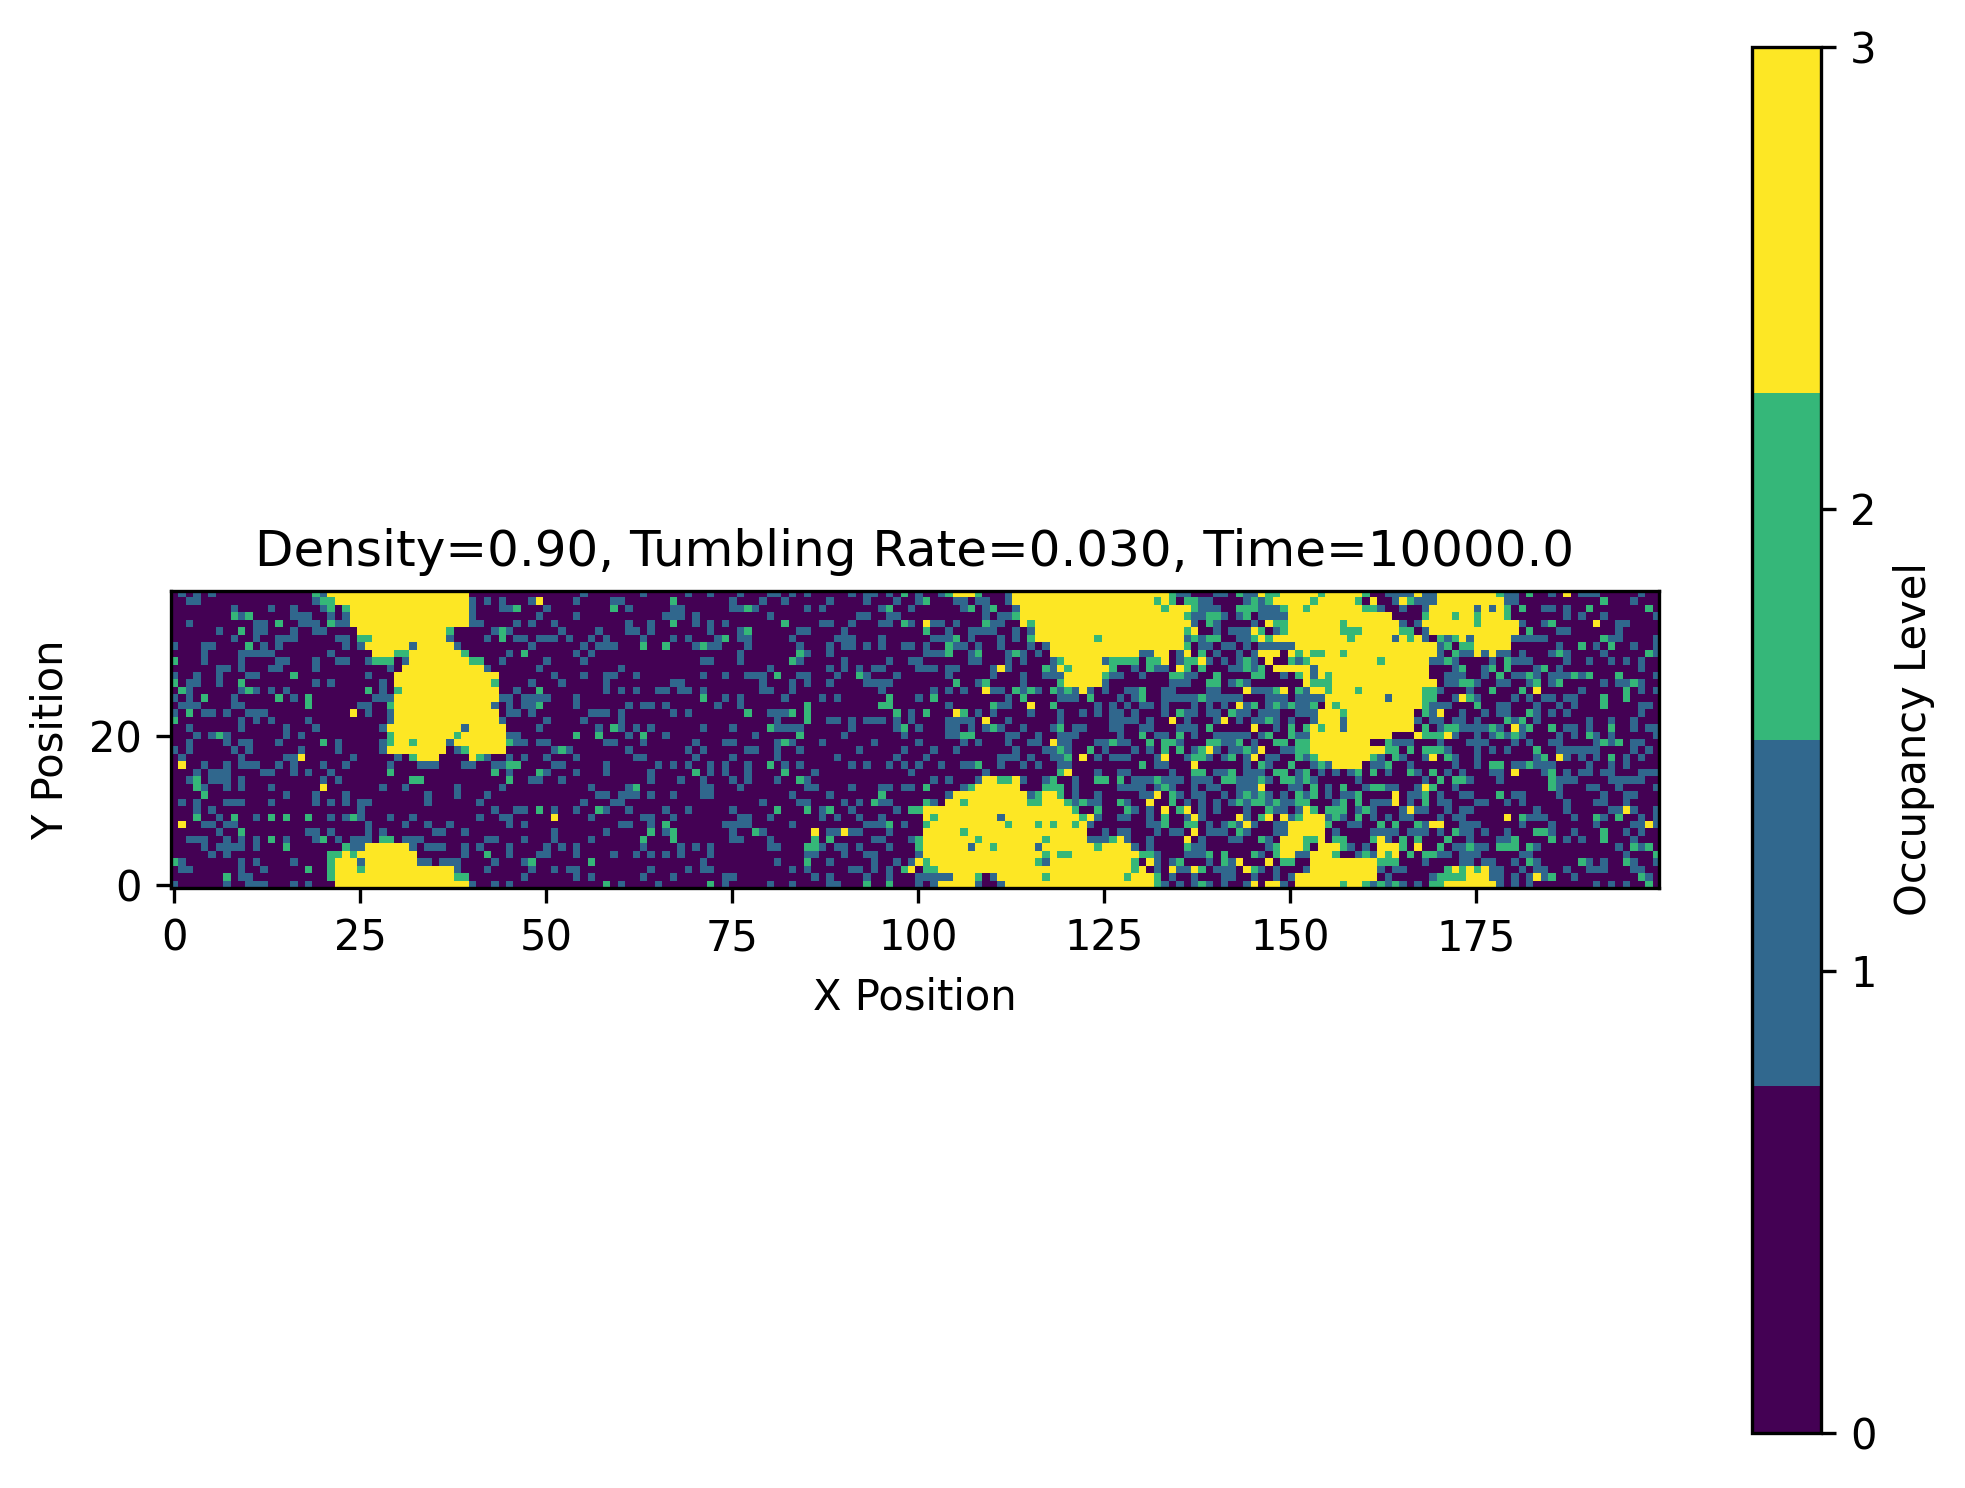 Density=0.90, Tumbling Rate=0.030, Time=10000.0
Y Position
20
0
0 25 50 75 100 125 150 175
X Position
3
2
1
0
Occupancy Level